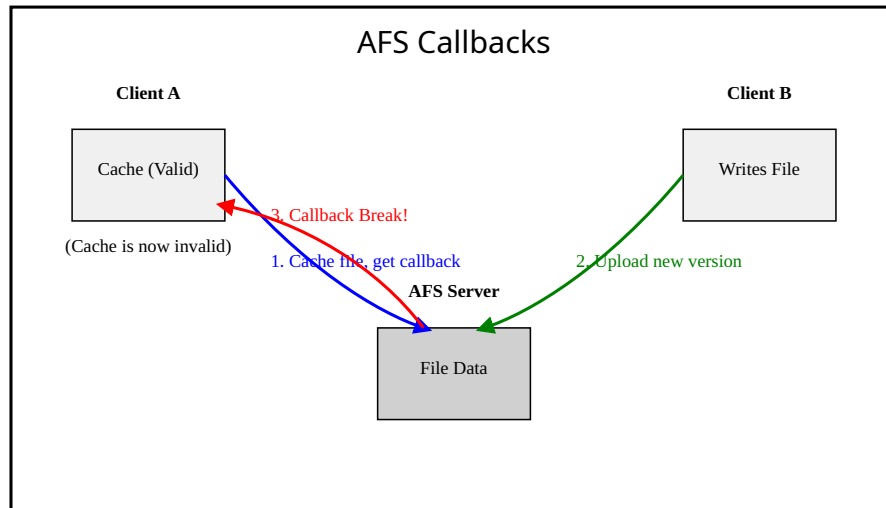 AFS Callbacks
Client A
Client B
Cache (Valid)
Writes File
3. Callback Break!
(Cache is now invalid)
1. Cache file, get callback
2. Upload new version
AFS Server
File Data